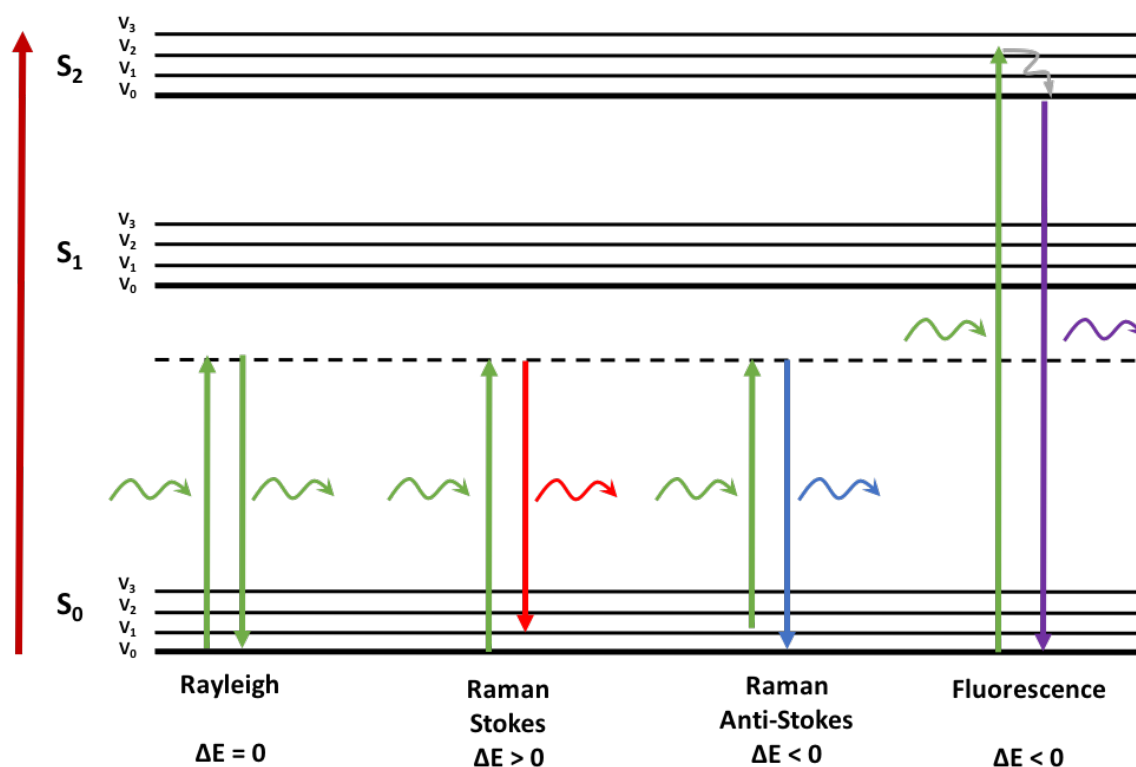 V₃
V₂
S₂
V₁
V₀
V₃
V₂
S₁
V₁
V₀
V₃
V₂
S₀
V₁
V₀
Rayleigh
Raman
Stokes
Raman
Anti-Stokes
Fluorescence
ΔE = 0
ΔE > 0
ΔE < 0
ΔE < 0